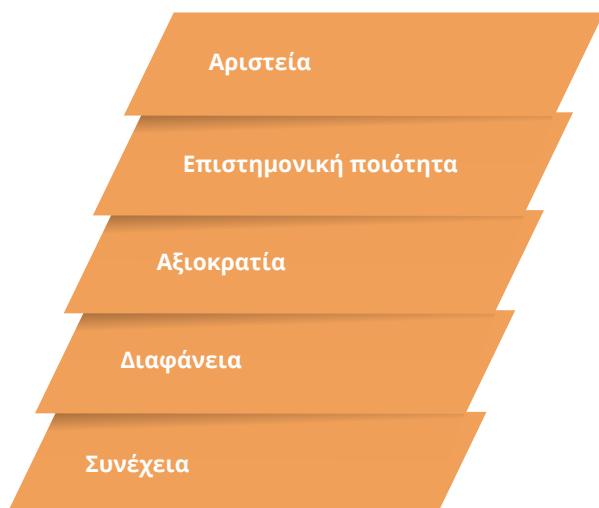 Αριστεία
Επιστημονική ποιότητα
Αξιοκρατία
Διαφάνεια
Συνέχεια